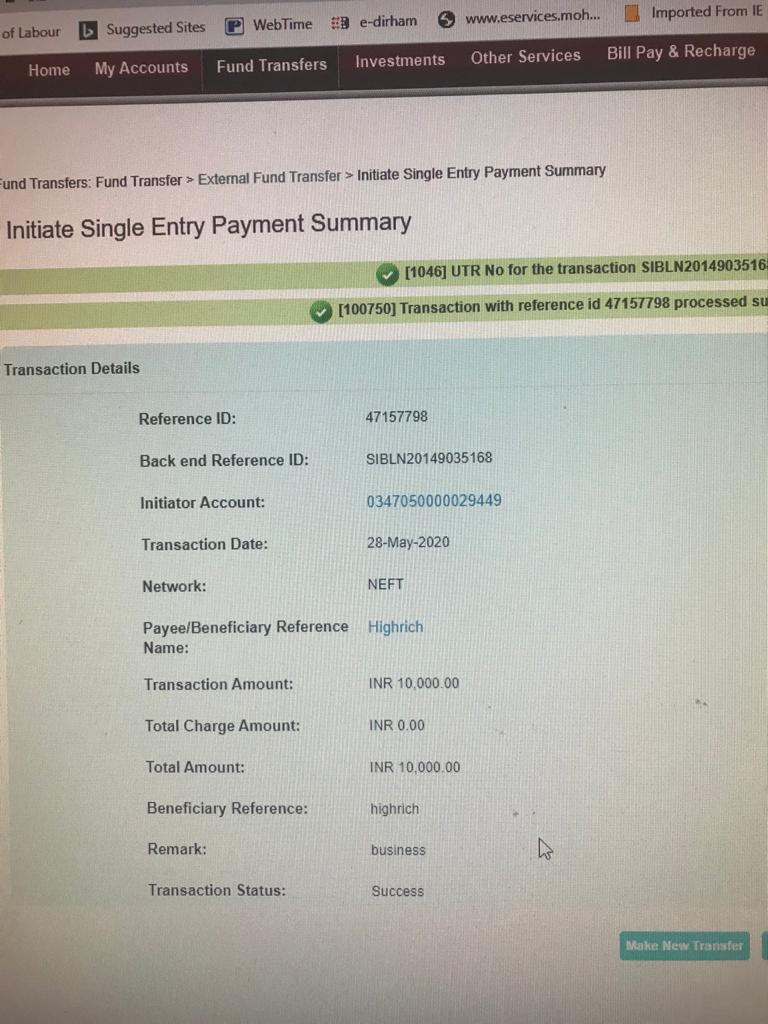 of Labour Suggested Sites WebTime e-dirham www.eservices.moh... Imported From IE
Home My Accounts Fund Transfers Investments Other Services Bill Pay & Recharge
Fund Transfers: Fund Transfer > External Fund Transfer > Initiate Single Entry Payment Summary
Initiate Single Entry Payment Summary
[1046] UTR No for the transaction SIBLN2014903516
[100750] Transaction with reference id 47157798 processed su
Transaction Details
Reference ID: 47157798
Back end Reference ID: SIBLN20149035168
Initiator Account: 0347050000029449
Transaction Date: 28-May-2020
Network: NEFT
Payee/Beneficiary Reference Highrich
Name:
Transaction Amount: INR 10,000.00
Total Charge Amount: INR 0.00
Total Amount: INR 10,000.00
Beneficiary Reference: highrich
Remark: business
Transaction Status: Success
Make New Transfer